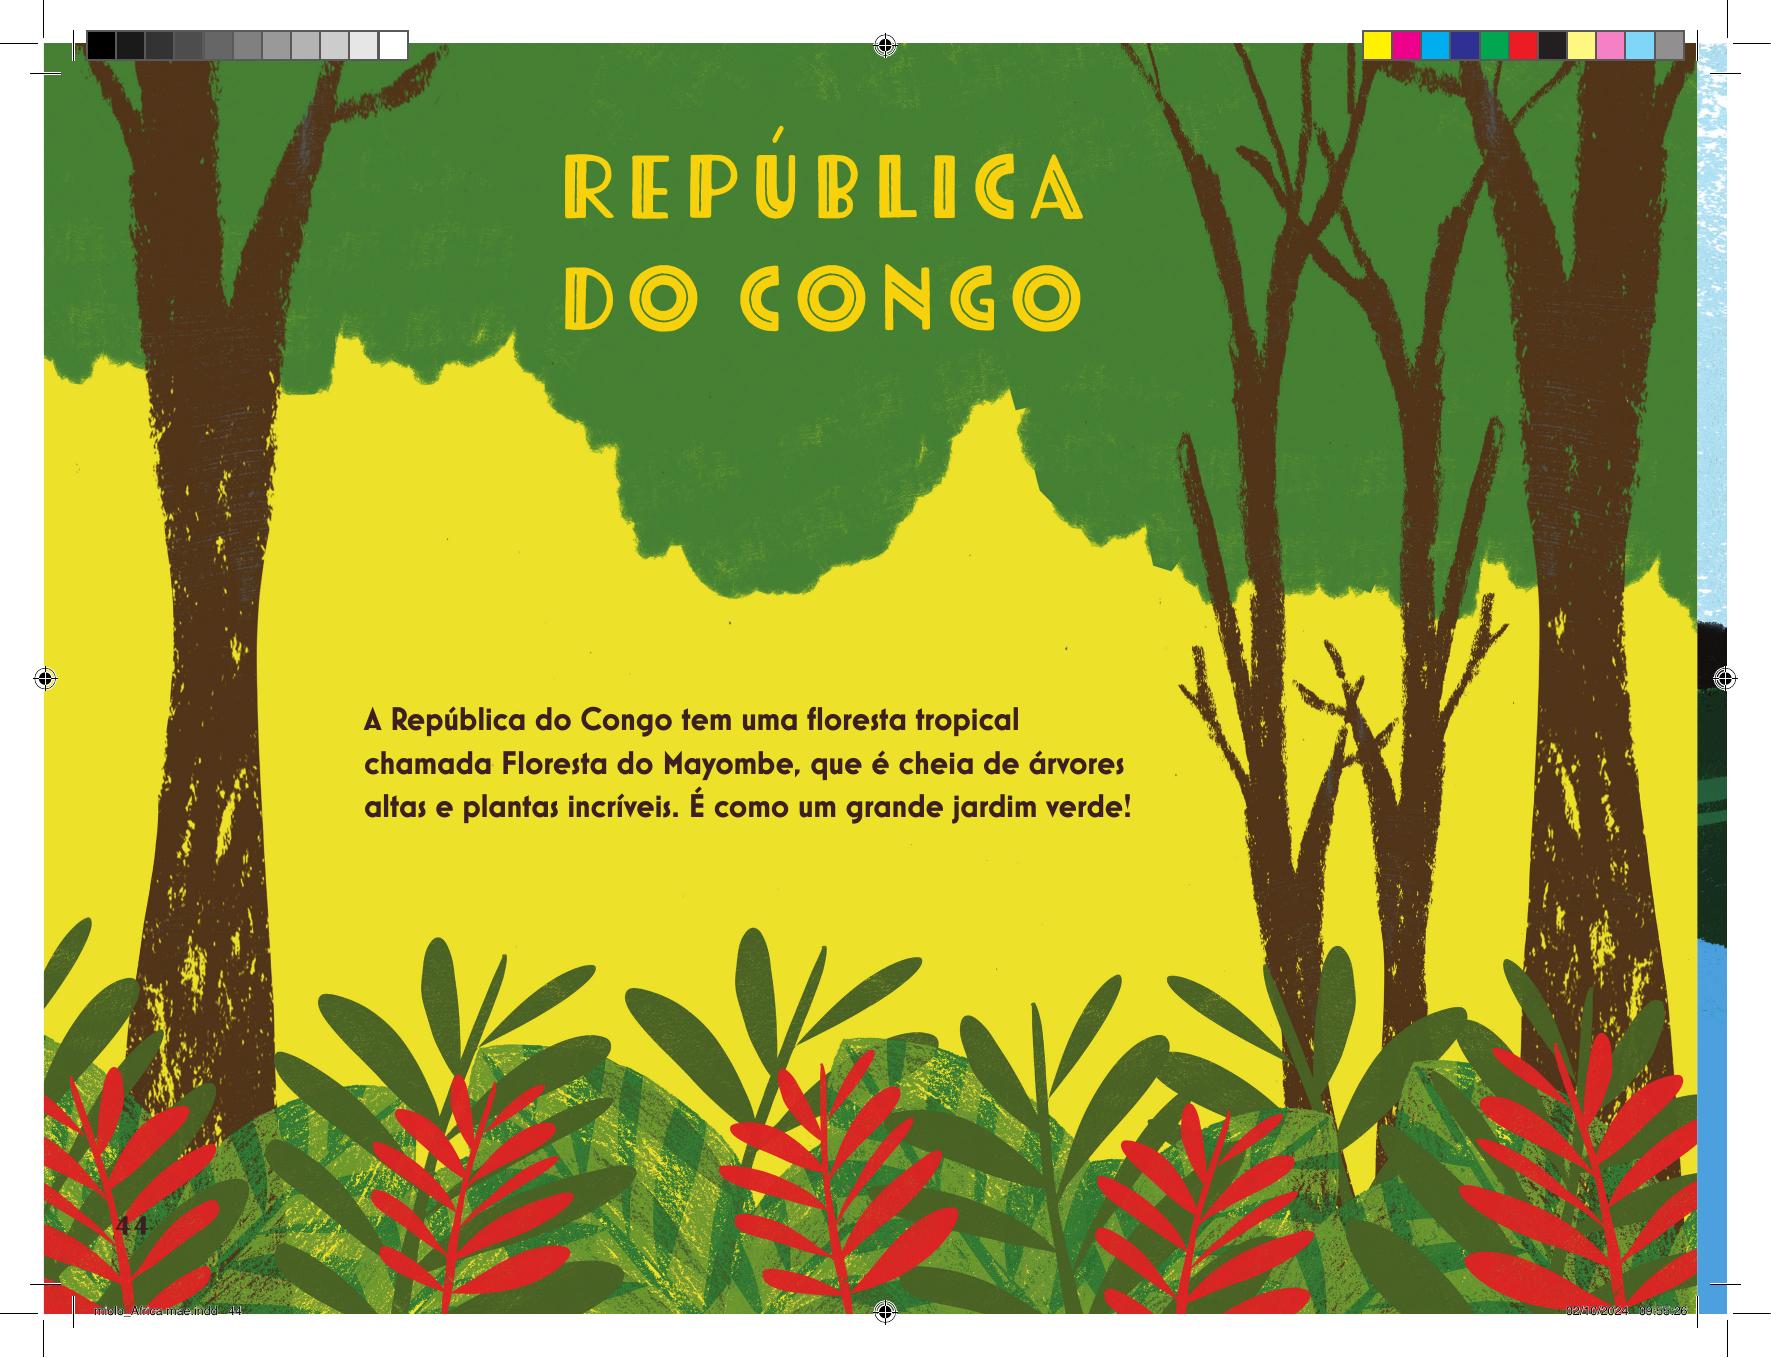 REPÚBLICA
DO CONGO
A República do Congo tem uma floresta tropical
chamada Floresta do Mayombe, que é cheia de árvores
altas e plantas incríveis. É como um grande jardim verde!
44
miolo_Africa mae.indd   44
02/10/2024   09:55:26